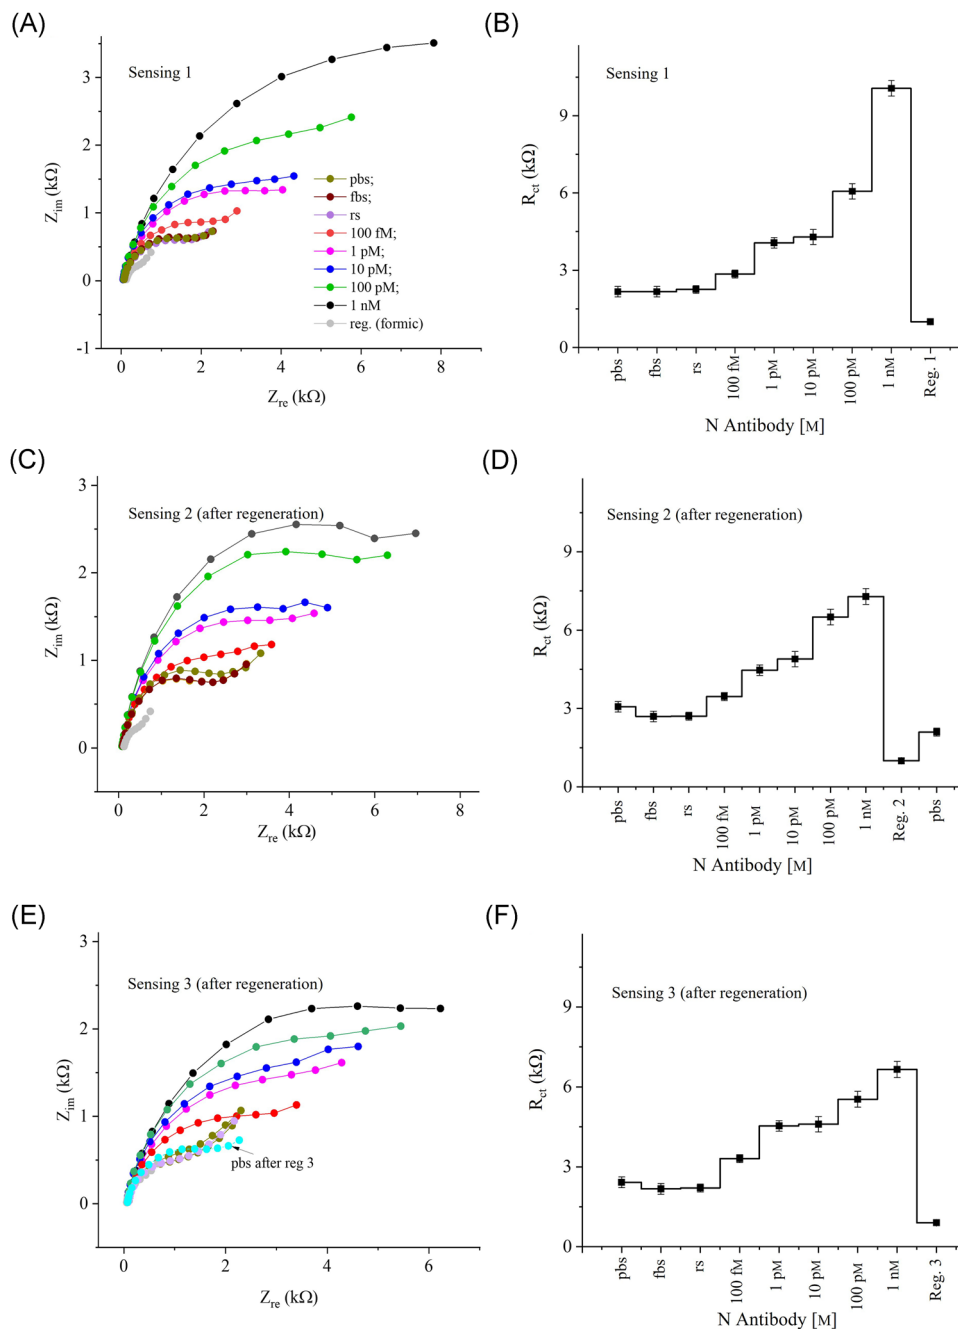 (A)
Sensing 1
3
2
1
0
-1
Z_im (kΩ)
0
2
4
6
8
Z_re (kΩ)
pbs;
fbs;
rs
100 fM;
1 pM;
10 pM;
100 pM;
1 nM
reg. (formic)
(B)
Sensing 1
9
6
3
0
R_ct (kΩ)
pbs
fbs
rs
100 fM
1 pM
10 pM
100 pM
1 nM
Reg. 1
N Antibody [M]
(C)
Sensing 2 (after regeneration)
3
2
1
0
Z_im (kΩ)
0
2
4
6
8
Z_re (kΩ)
(D)
Sensing 2 (after regeneration)
9
6
3
0
R_ct (kΩ)
pbs
fbs
rs
100 fM
1 pM
10 pM
100 pM
1 nM
Reg. 2
pbs
N Antibody [M]
(E)
Sensing 3 (after regeneration)
3
2
1
0
Z_im (kΩ)
pbs after reg 3
0
2
4
6
Z_re (kΩ)
(F)
Sensing 3 (after regeneration)
9
6
3
0
R_ct (kΩ)
pbs
fbs
rs
100 fM
1 pM
10 pM
100 pM
1 nM
Reg. 3
N Antibody [M]